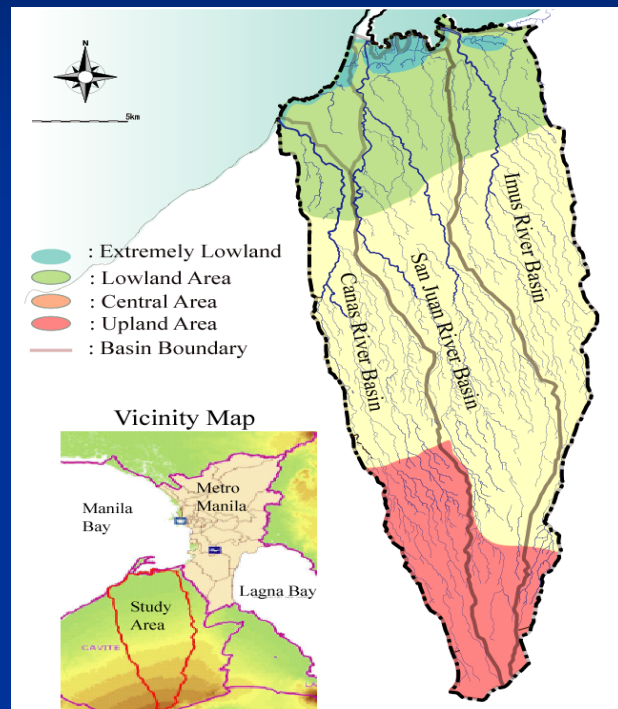 N
5km
: Extremely Lowland
: Lowland Area
: Central Area
: Upland Area
: Basin Boundary
Canas River Basin
San Juan River Basin
Imus River Basin
Vicinity Map
Metro
Manila
Manila
Bay
Lagna Bay
Study
Area
CAVITE